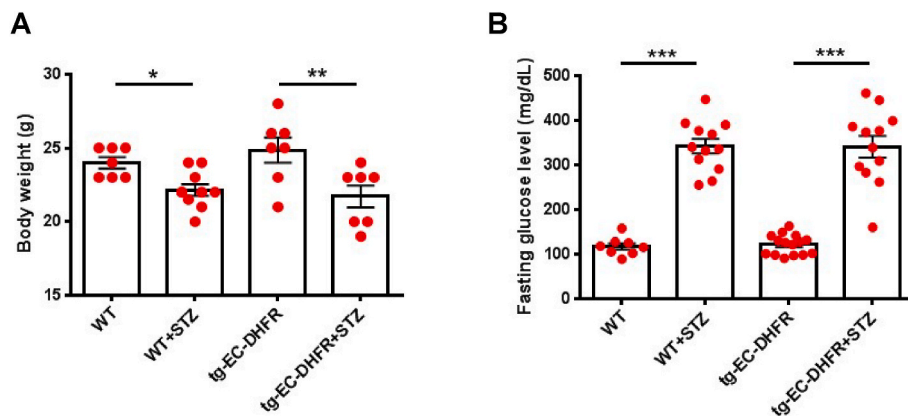 A
Body weight (g)
30
25
20
15
*
**
WT
WT+STZ
tg-EC-DHFR
tg-EC-DHFR+STZ
B
Fasting glucose level (mg/dL)
500
400
300
200
100
0
***
***
WT
WT+STZ
tg-EC-DHFR
tg-EC-DHFR+STZ